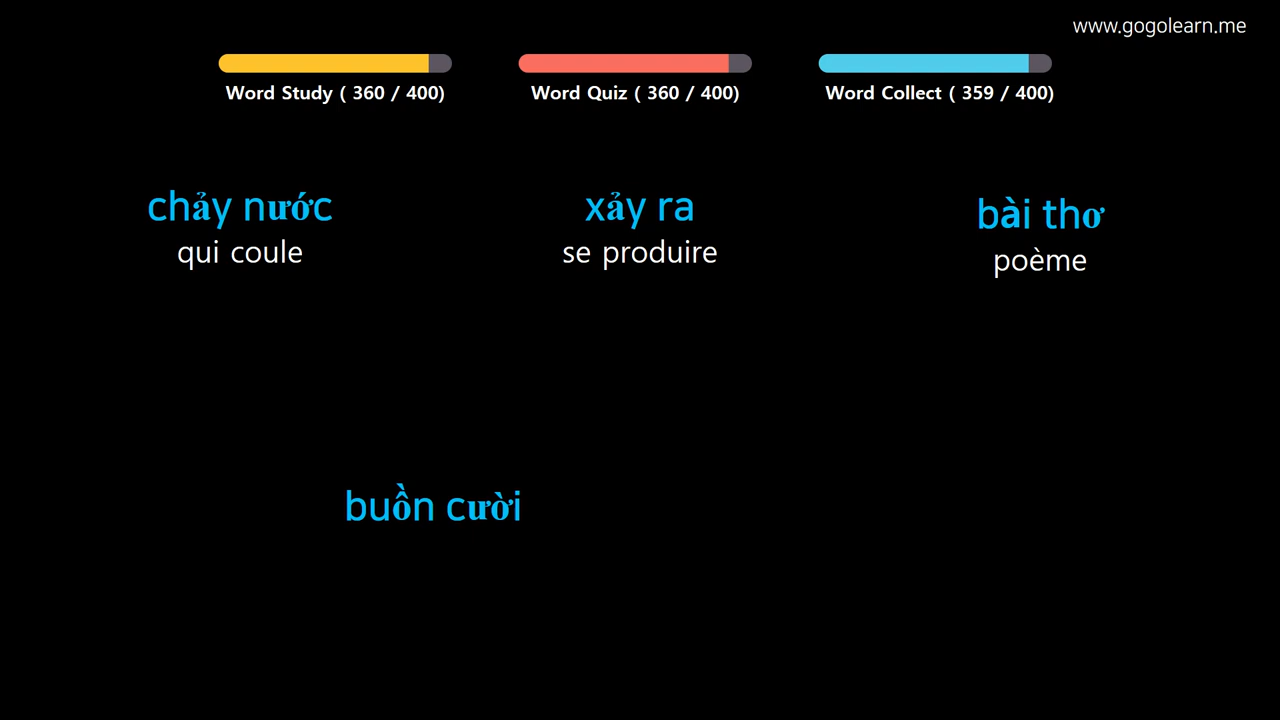 www.gogolearn.me
Word Study ( 360 / 400)
Word Quiz ( 360 / 400)
Word Collect ( 359 / 400)
chảy nước
qui coule
xảy ra
se produire
bài thơ
poème
buồn cười